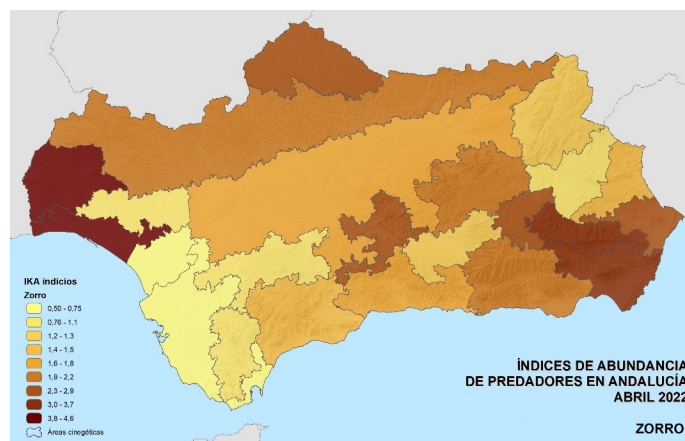 IKA indicios
Zorro
0,50 - 0,75
0,76 - 1,1
1,2 - 1,3
1,4 - 1,5
1,6 - 1,8
1,9 - 2,2
2,3 - 2,9
3,0 - 3,7
3,8 - 4,6
Áreas cinegéticas
ÍNDICES DE ABUNDANCIA
DE PREDADORES EN ANDALUCÍA
ABRIL 2022
ZORRO